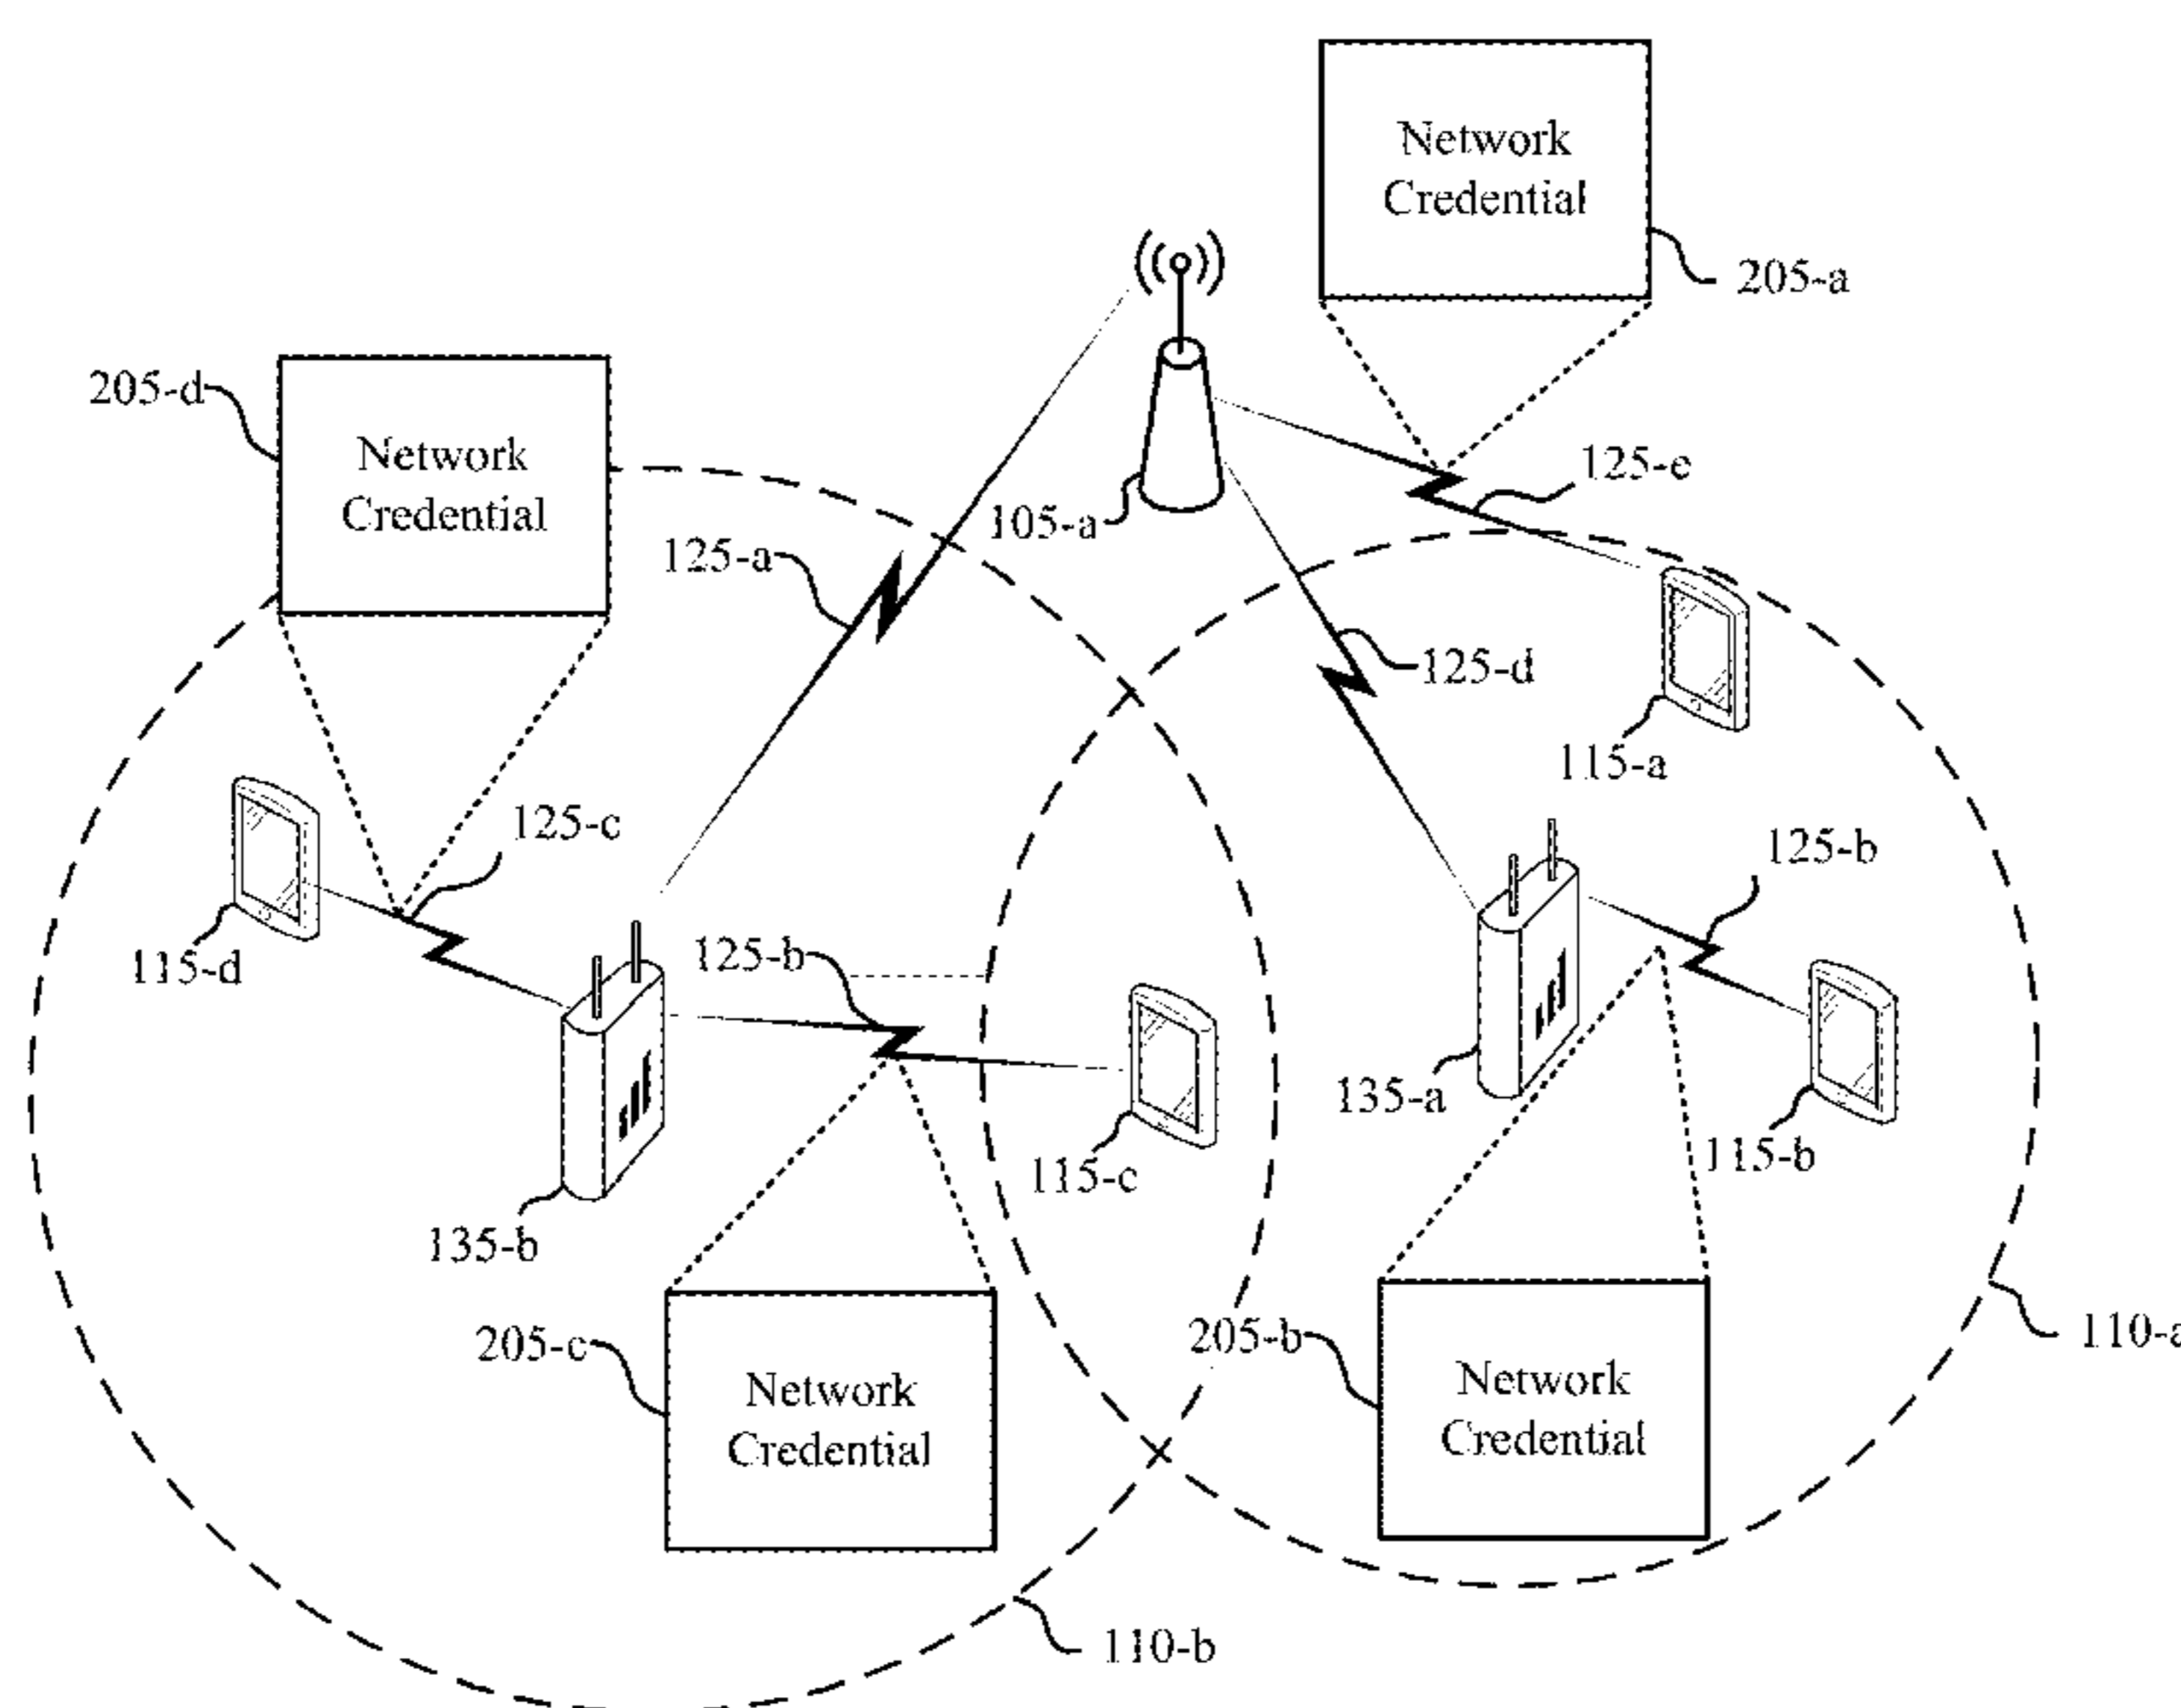 Network
Credential
205-a
205-d
Network
Credential
125-e
105-a
125-a
125-d
115-a
125-c
125-b
125-b
115-d
135-a
115-b
115-c
135-b
205-c
205-b
110-a
Network
Credential
Network
Credential
110-b